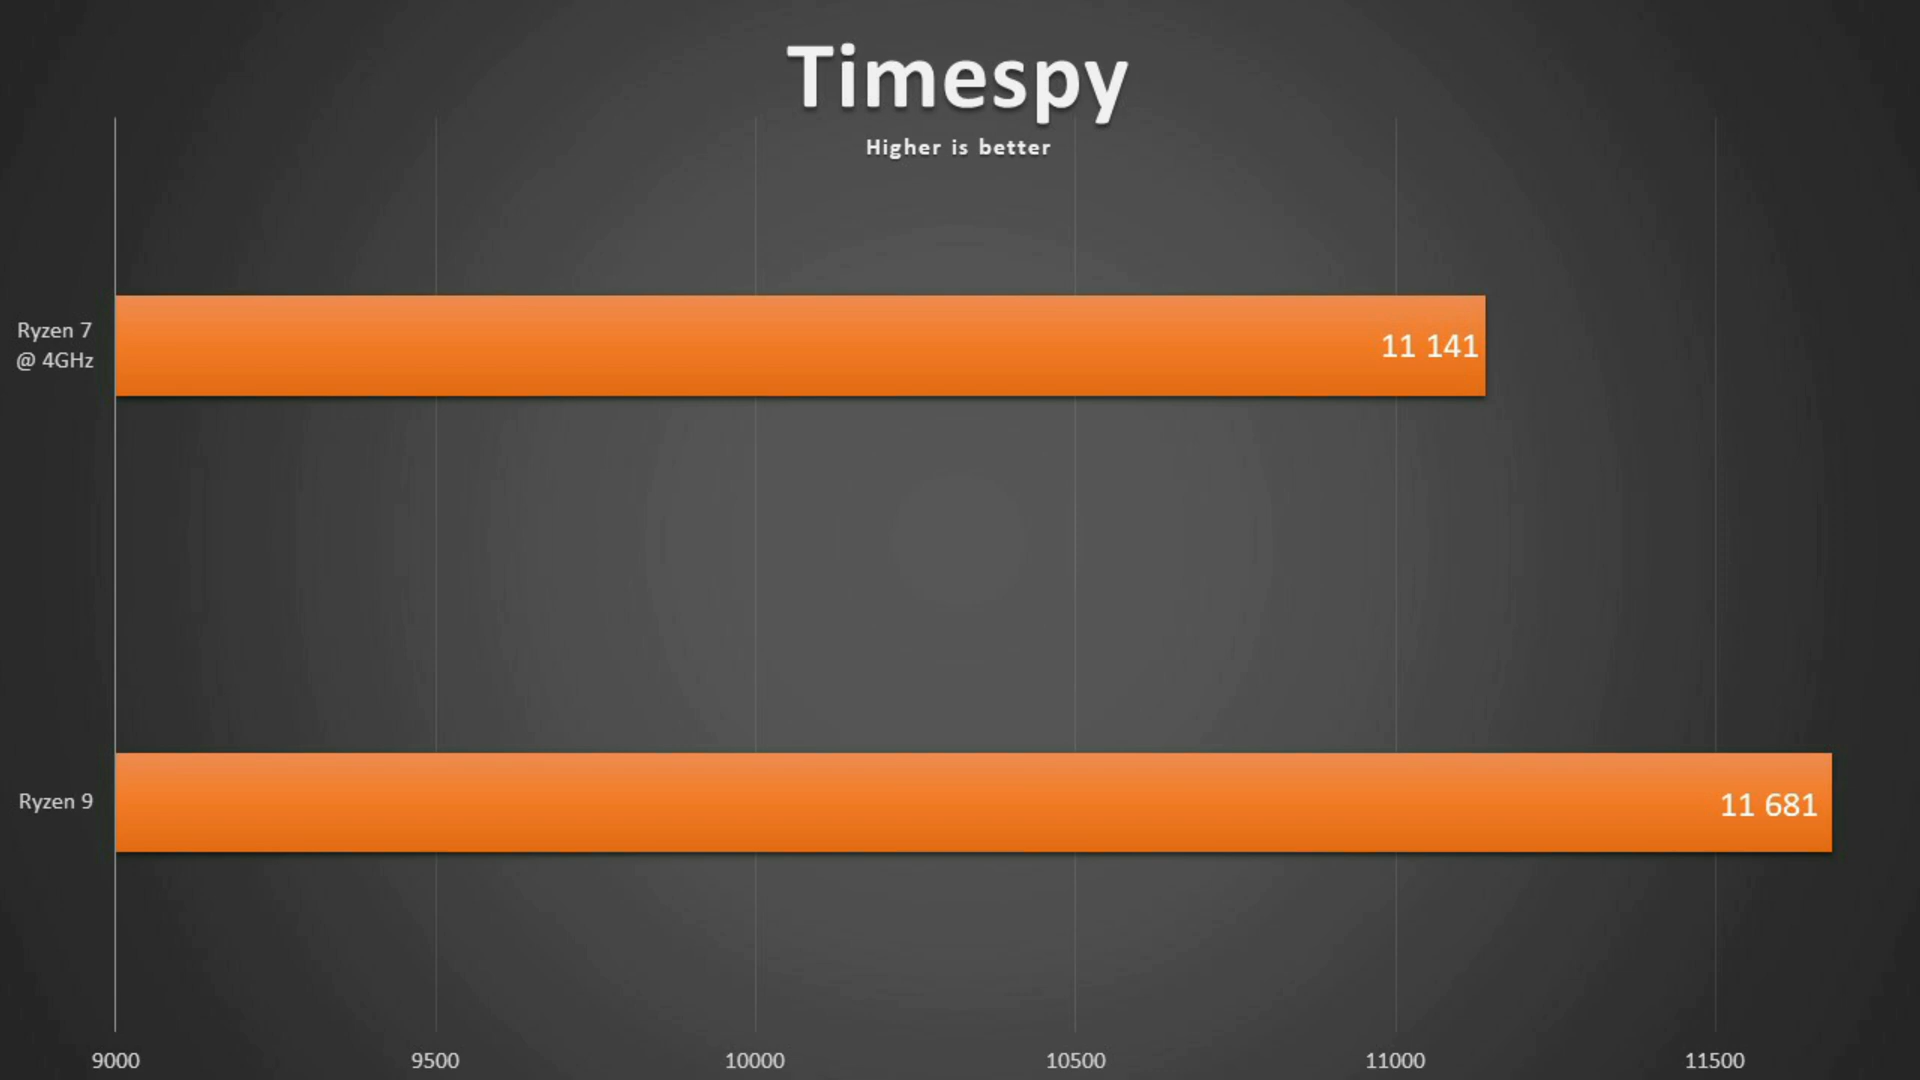 Timespy
Higher is better
Ryzen 7
@ 4GHz
11 141
Ryzen 9
11 681
9000 9500 10000 10500 11000 11500